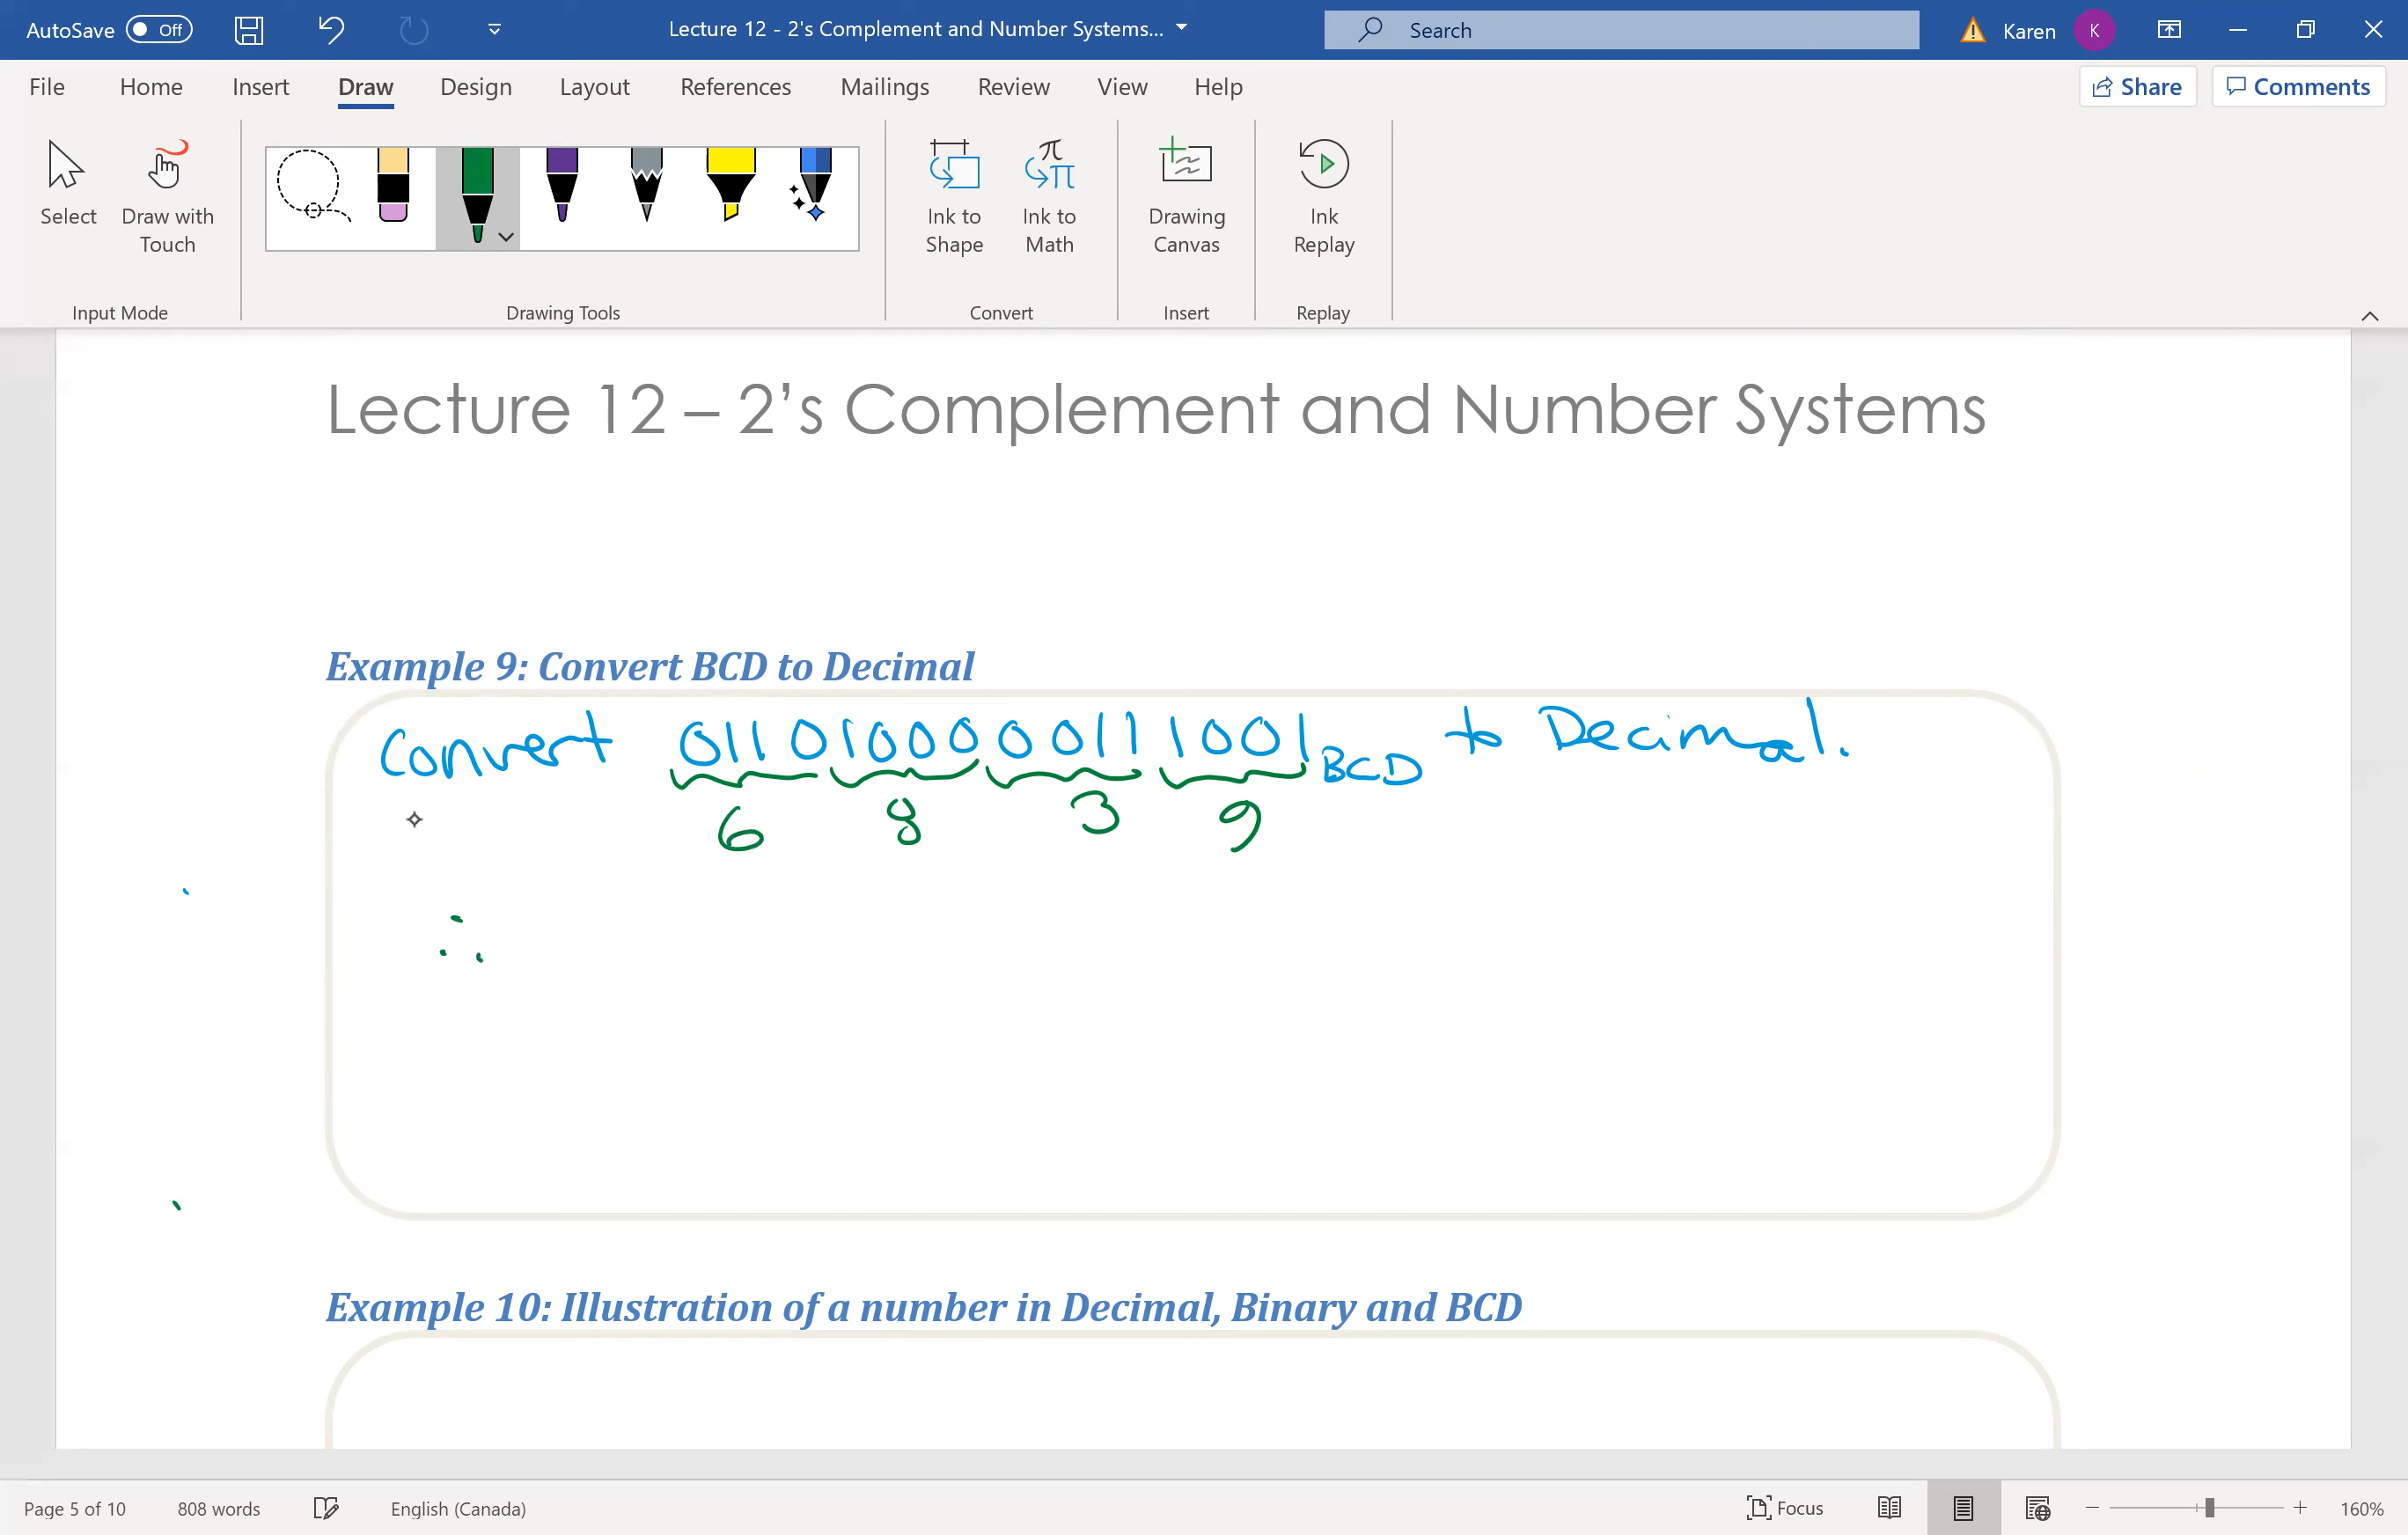 AutoSave Off Lecture 12 - 2's Complement and Number Systems... Search Karen K
File Home Insert Draw Design Layout References Mailings Review View Help Share Comments
Select Draw with Touch Ink to Shape Ink to Math Drawing Canvas Ink Replay
Input Mode Drawing Tools Convert Insert Replay
Lecture 12 – 2’s Complement and Number Systems
Example 9: Convert BCD to Decimal
Convert 0110100000111001BCD to Decimal.
6 8 3 9
∴
Example 10: Illustration of a number in Decimal, Binary and BCD
Page 5 of 10 808 words English (Canada) Focus 160%